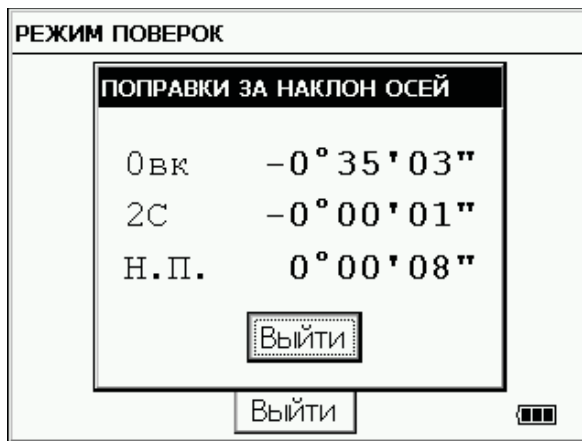 РЕЖИМ ПОВЕРОК
ПОПРАВКИ ЗА НАКЛОН ОСЕЙ
0вк -0°35'03"
2С -0°00'01"
Н.П. 0°00'08"
Выйти
Выйти